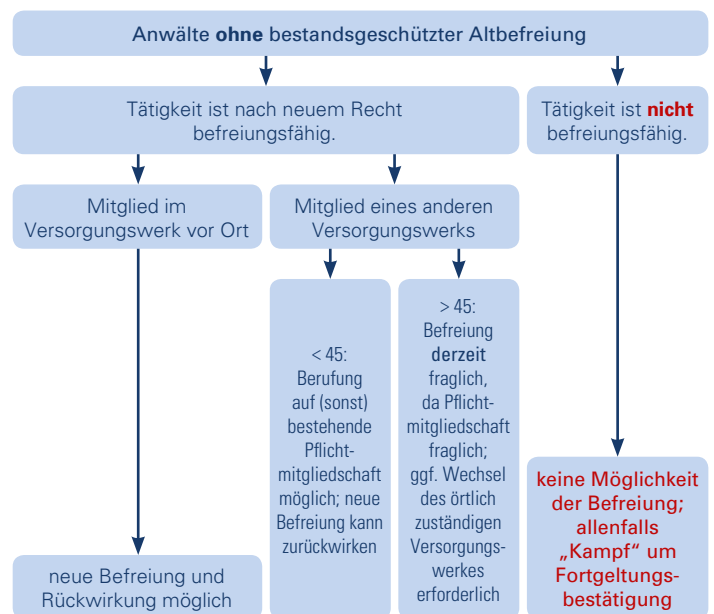 Anwälte ohne bestandsgeschützter Altbefreiung
Tätigkeit ist nach neuem Recht
befreiungsfähig.
Tätigkeit ist nicht
befreiungsfähig.
Mitglied im
Versorgungswerk vor Ort
Mitglied eines anderen
Versorgungswerks
< 45:
Berufung
auf (sonst)
bestehende
Pflicht-
mitgliedschaft
möglich; neue
Befreiung kann
zurückwirken
> 45:
Befreiung
derzeit
fraglich,
da Pflicht-
mitgliedschaft
fraglich;
ggf. Wechsel
des örtlich
zuständigen
Versorgungs-
werkes
erforderlich
neue Befreiung und
Rückwirkung möglich
keine Möglichkeit
der Befreiung;
allenfalls
„Kampf“ um
Fortgeltungs-
bestätigung